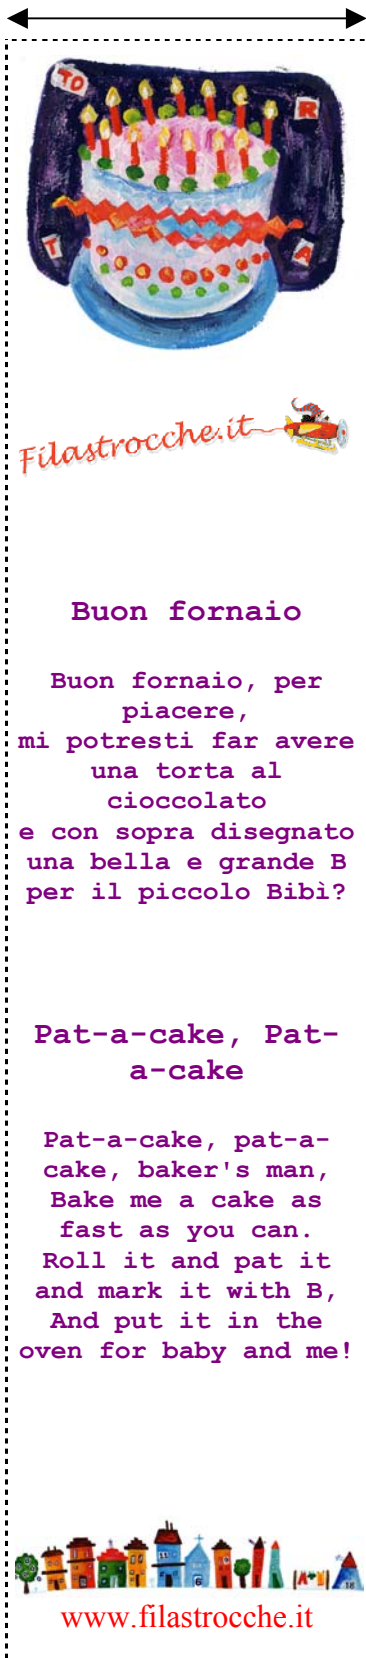 TO
R
T
A
Filastrocche.it
Buon fornaio
Buon fornaio, per
piacere,
mi potresti far avere
una torta al
cioccolato
e con sopra disegnato
una bella e grande B
per il piccolo Bibì?
Pat-a-cake, Pat-
a-cake
Pat-a-cake, pat-a-
cake, baker's man,
Bake me a cake as
fast as you can.
Roll it and pat it
and mark it with B,
And put it in the
oven for baby and me!
www.filastrocche.it